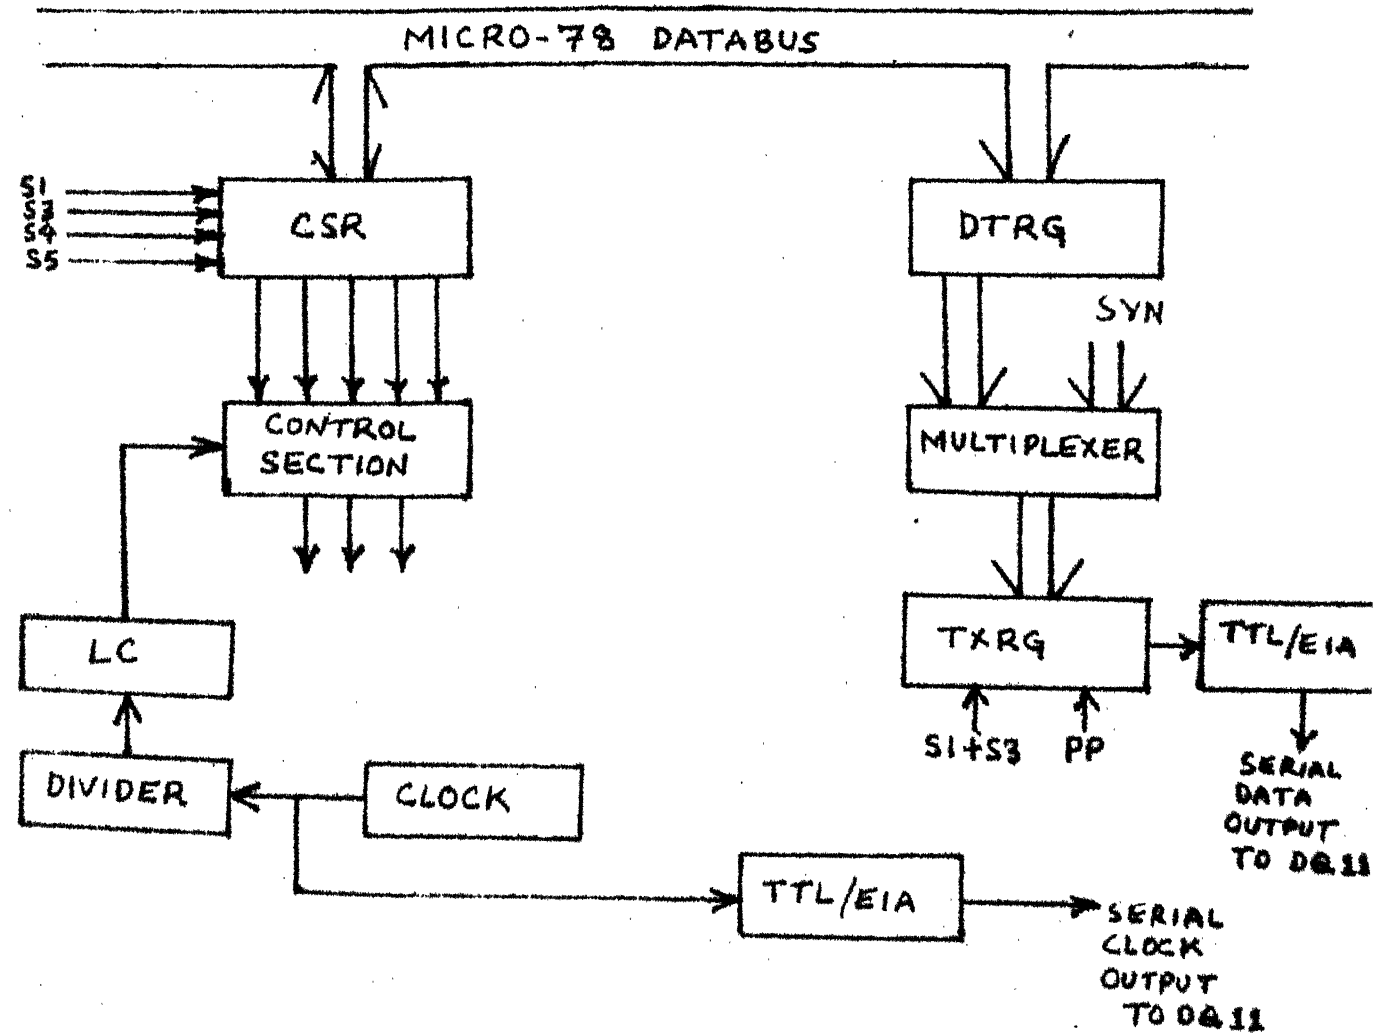 MICRO-78 DATABUS
S1
S3
S4
S5
CSR
DTRG
SYN
CONTROL
SECTION
MULTIPLEXER
LC
TXRG
TTL/EIA
S1+S3
PP
DIVIDER
CLOCK
SERIAL
DATA
OUTPUT
TO DQ11
TTL/EIA
SERIAL
CLOCK
OUTPUT
TO DQ11